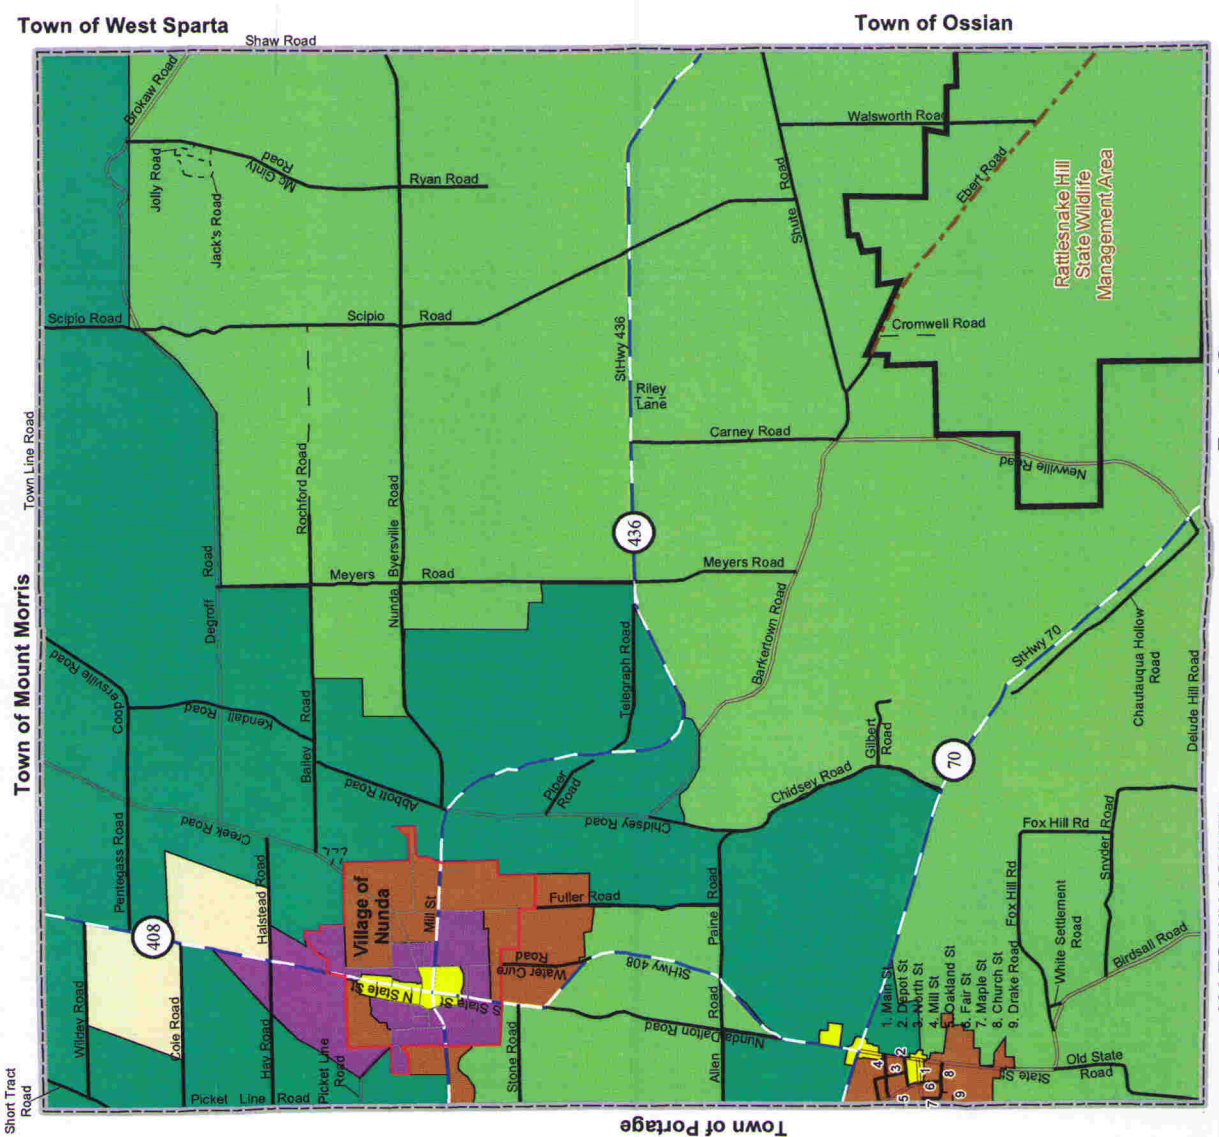 Town of West Sparta
Town of Ossian
Shaw Road
Brokaw Road
Walsworth Road
Jolly Road
Mc Ginty
Road
Ryan Road
Jack's Road
Shute
Road
Ebert Road
Rattlesnake Hill
State Wildlife
Management Area
Scipio Road
Scipio
Road
StHwy 436
Cromwell Road
Riley
Lane
Town Line Road
Carney Road
Rochford Road
Newville Road
Nunda Byersville Road
436
Degroff Road
Meyers Road
Meyers Road
Town of Mount Morris
Barkertown Road
Telegraph Road
StHwy 70
Chautauqua Hollow
Road
Delude Hill Road
Coopersville Road
Kendall Road
Bailey Road
Gilbert
Road
70
Abbott Road
Piper
Road
Chidsey Road
Chidsey Road
Creek Road
Pentegass Road
Fox Hill Rd
Snyder Road
Fox Hill Rd
Halstead Road
Village of
Nunda
Mill St
Fuller Road
Paine Road
White Settlement
Road
408
Water Cure
Road
StHwy 408
Birdsall Road
N State St
S State St
Wildey Road
Cole Road
Hay Road
Stone Road
Nunda Dalton Road
Allen Road
1. Main St
2. Depot St
3. North St
4. Mill St
5. Oakland St
6. Fair St
7. Maple St
8. Church St
9. Drake Road
Picket Line
Road
Old State
Road
State St
4
2
3
1
8
5
6
7
9
Short Tract
Road
Picket Line Road
Town of Portage